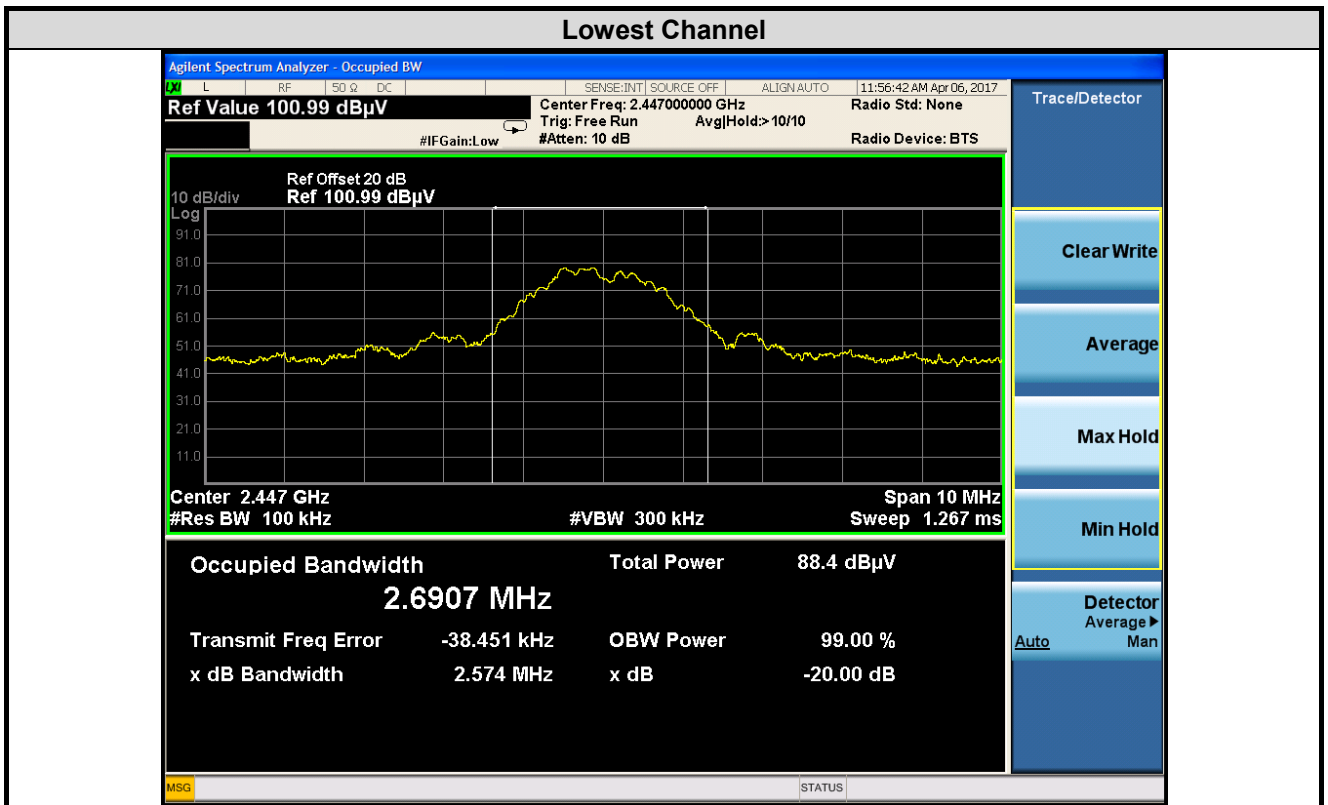 Lowest Channel
Agilent Spectrum Analyzer - Occupied BW
LXI L RF 50 Ω DC SENSE:INT SOURCE OFF ALIGN AUTO 11:56:42 AM Apr 06, 2017
Ref Value 100.99 dBµV Center Freq: 2.447000000 GHz Radio Std: None
Trig: Free Run Avg|Hold:>10/10
#IFGain:Low #Atten: 10 dB Radio Device: BTS
Trace/Detector
Ref Offset 20 dB
10 dB/div Ref 100.99 dBµV
Log
91.0
81.0
71.0
61.0
51.0
41.0
31.0
21.0
11.0
Center 2.447 GHz Span 10 MHz
#Res BW 100 kHz #VBW 300 kHz Sweep 1.267 ms
Occupied Bandwidth Total Power 88.4 dBµV
2.6907 MHz
Transmit Freq Error -38.451 kHz OBW Power 99.00 %
x dB Bandwidth 2.574 MHz x dB -20.00 dB
Clear Write
Average
Max Hold
Min Hold
Detector
Average▶
Auto Man
MSG STATUS